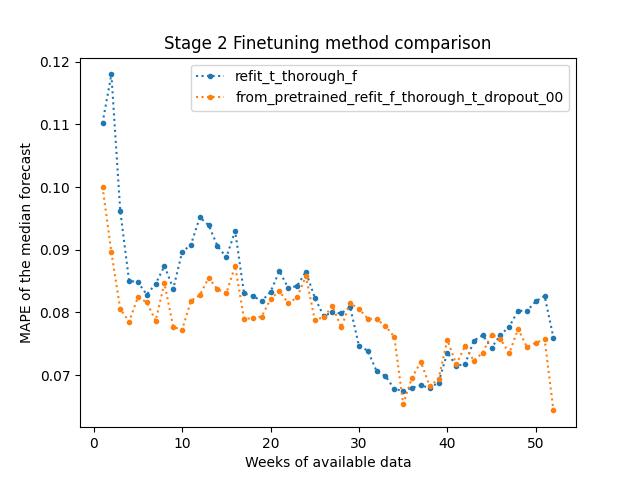 Stage 2 Finetuning method comparison
refit_t_thorough_f
from_pretrained_refit_f_thorough_t_dropout_00
MAPE of the median forecast
0.12
0.11
0.10
0.09
0.08
0.07
0
10
20
30
40
50
Weeks of available data